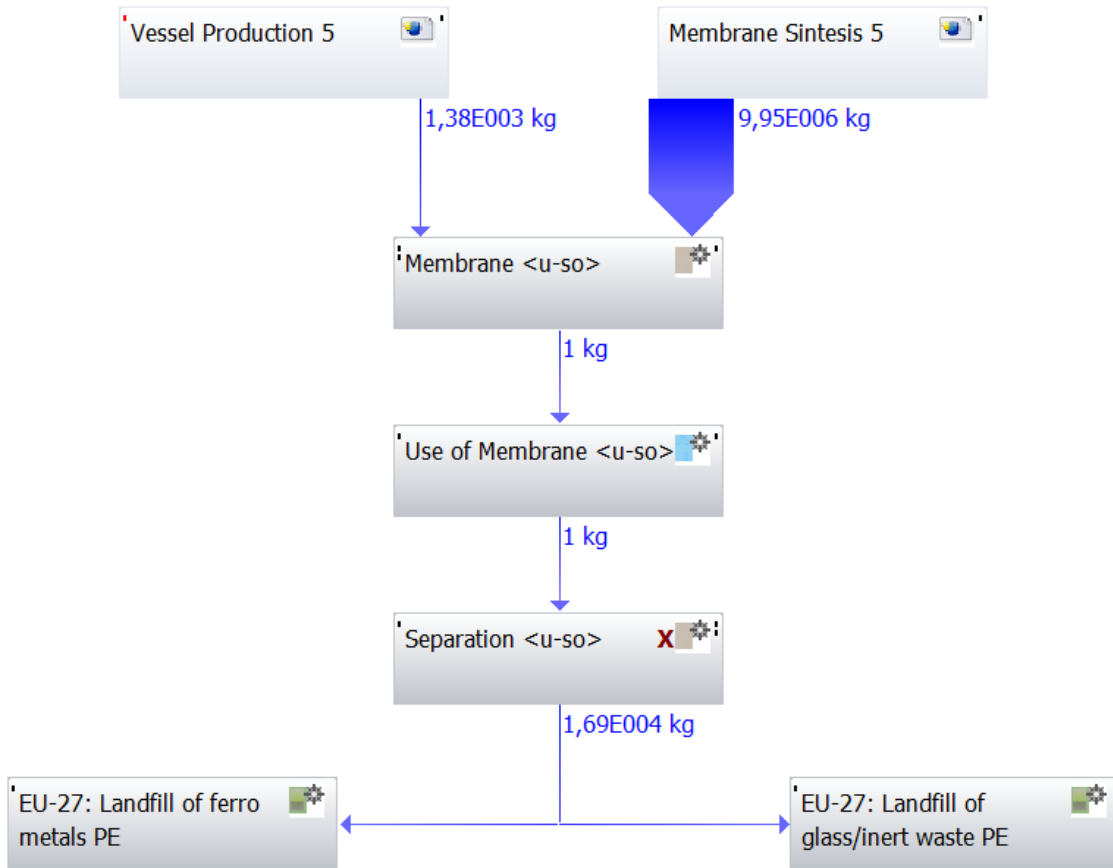 Vessel Production 5
Membrane Sintesis 5
1,38E003 kg
9,95E006 kg
Membrane <u-so>
1 kg
Use of Membrane <u-so>
1 kg
Separation <u-so>
X
1,69E004 kg
EU-27: Landfill of ferro
metals PE
EU-27: Landfill of
glass/inert waste PE